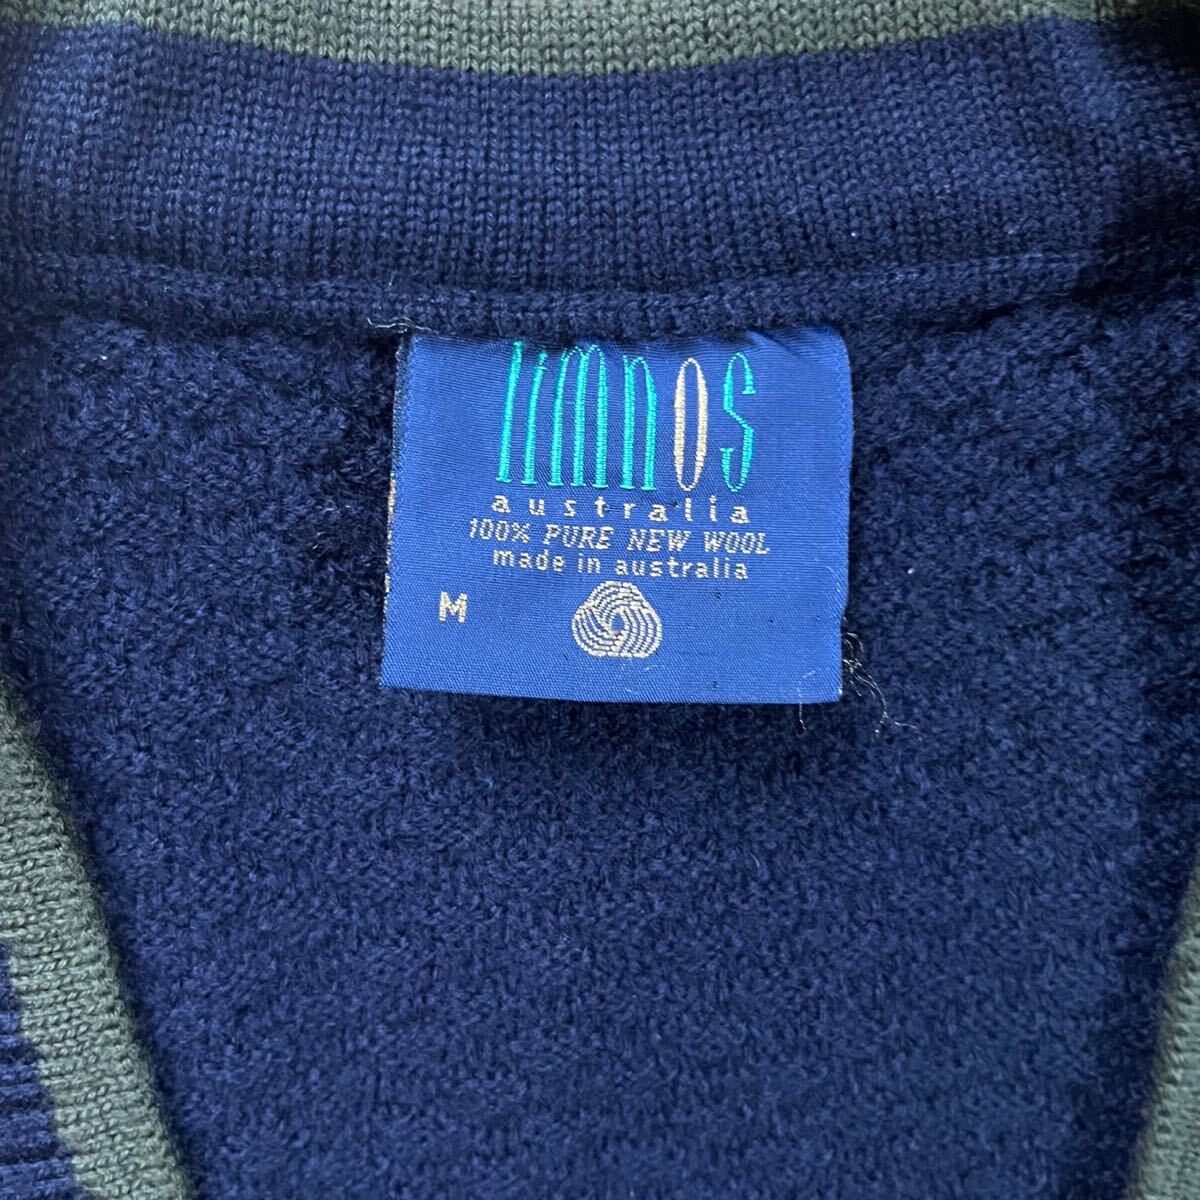 limnos
australia
100% PURE NEW WOOL
made in australia
M